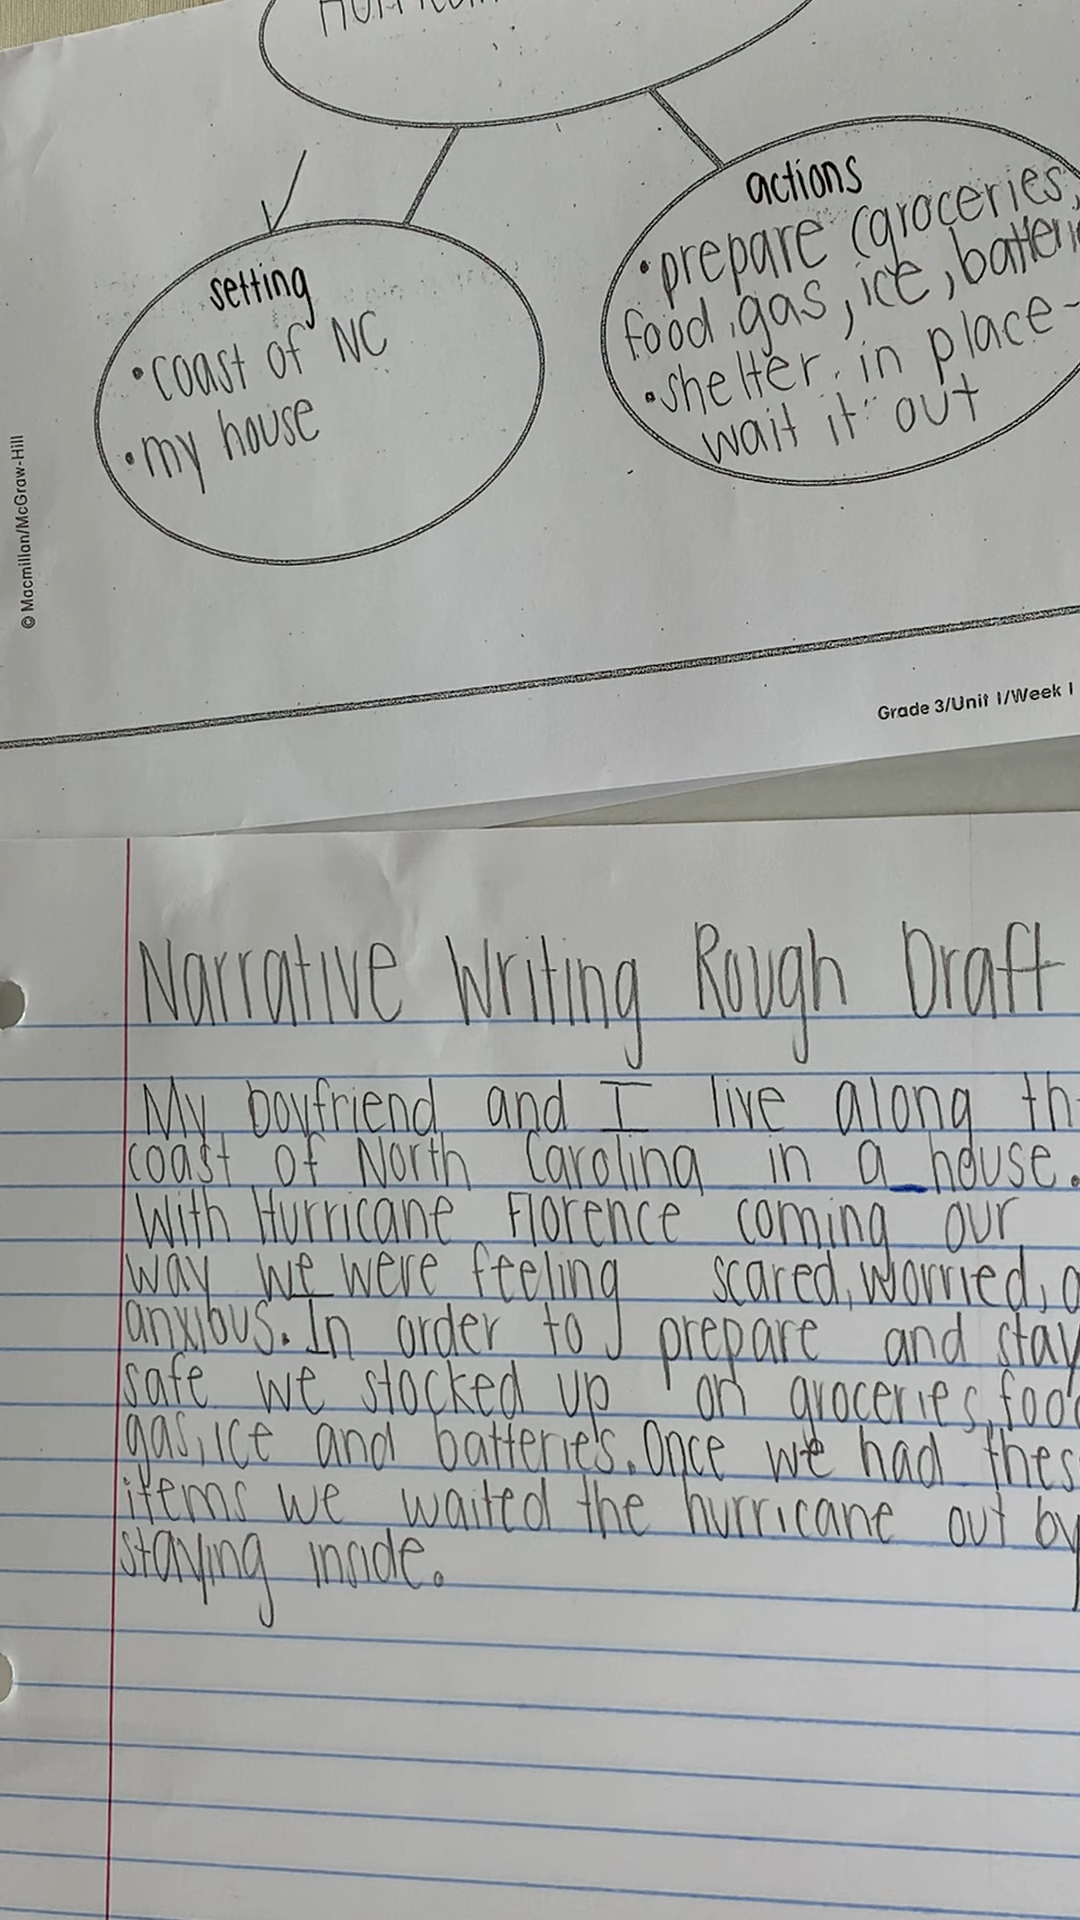 setting
• coast of NC
• my house
actions
• prepare (groceries,
food, gas, ice,
• shelter in place -
wait it out
© Macmillan/McGraw-Hill
Grade 3/Unit 1/Week 1
Narrative Writing Rough Draft
My boyfriend and I live along
coast of North Carolina in a house.
With Hurricane Florence coming our
way we were feeling scared, worried,
anxious. In order to prepare and stay
safe we stocked up on groceries,
gas, ice and batteries. Once we had
items we waited the hurricane out by
staying inside.